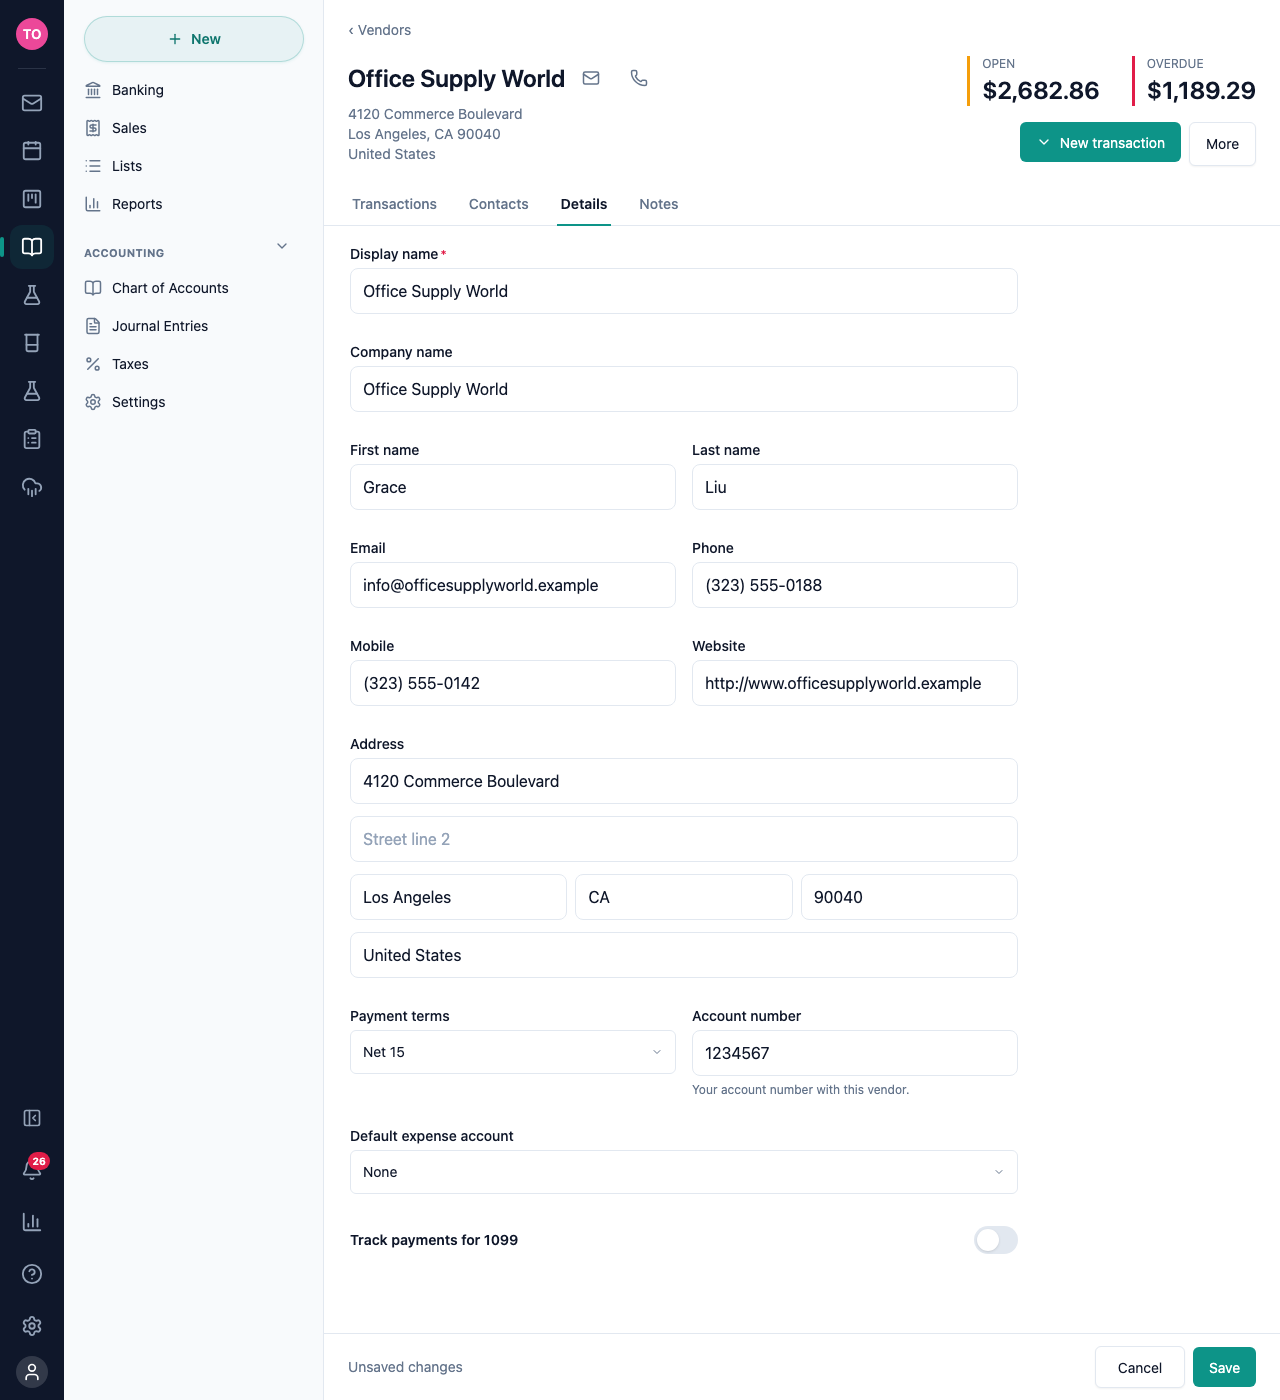 TO
New
Banking
Sales
Lists
Reports
ACCOUNTING
Chart of Accounts
Journal Entries
Taxes
Settings
26
‹ Vendors
Office Supply World
4120 Commerce Boulevard
Los Angeles, CA 90040
United States
OPEN
$2,682.86
OVERDUE
$1,189.29
New transaction
More
Transactions Contacts Details Notes
Display name*
Office Supply World
Company name
Office Supply World
First name Last name
Grace Liu
Email Phone
info@officesupplyworld.example (323) 555-0188
Mobile Website
(323) 555-0142 http://www.officesupplyworld.example
Address
4120 Commerce Boulevard
Street line 2
Los Angeles CA 90040
United States
Payment terms Account number
Net 15 1234567
Your account number with this vendor.
Default expense account
None
Track payments for 1099
Unsaved changes
Cancel Save